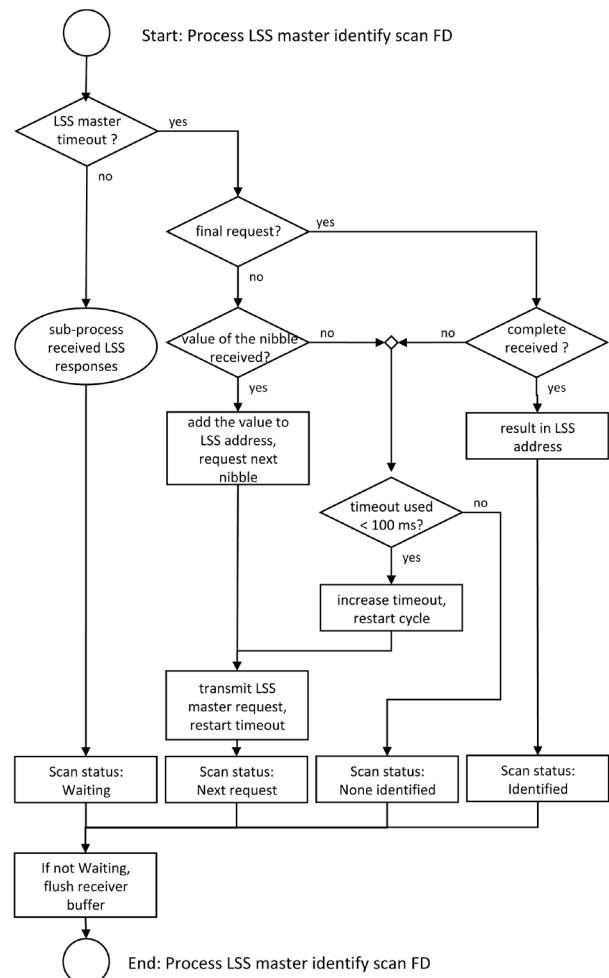 Start: Process LSS master identify scan FD
LSS master
timeout ?
yes
no
final request?
yes
no
sub-process
received LSS
responses
value of the nibble
received?
no
no
complete
received ?
yes
yes
add the value to
LSS address,
request next
nibble
result in LSS
address
timeout used
< 100 ms?
no
yes
increase timeout,
restart cycle
transmit LSS
master request,
restart timeout
Scan status:
Waiting
Scan status:
Next request
Scan status:
None identified
Scan status:
Identified
If not Waiting,
flush receiver
buffer
End: Process LSS master identify scan FD